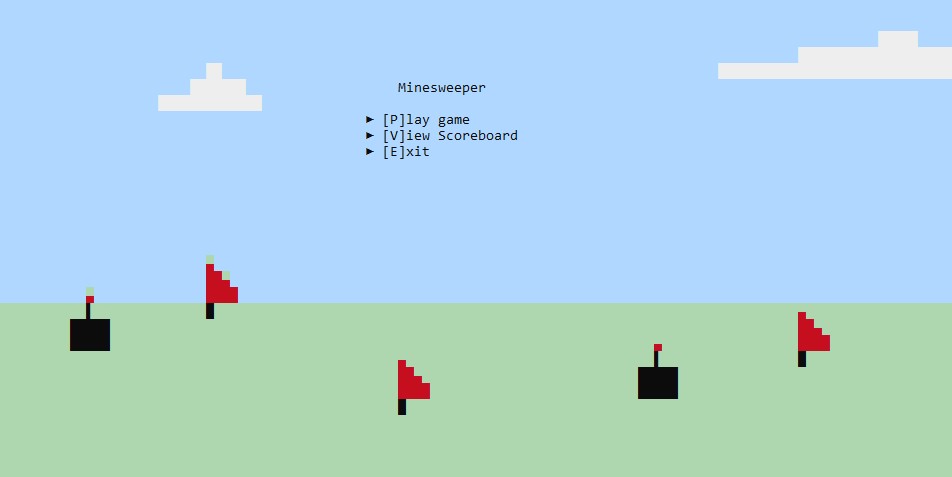 Minesweeper
► [P]lay game
► [V]iew Scoreboard
► [E]xit